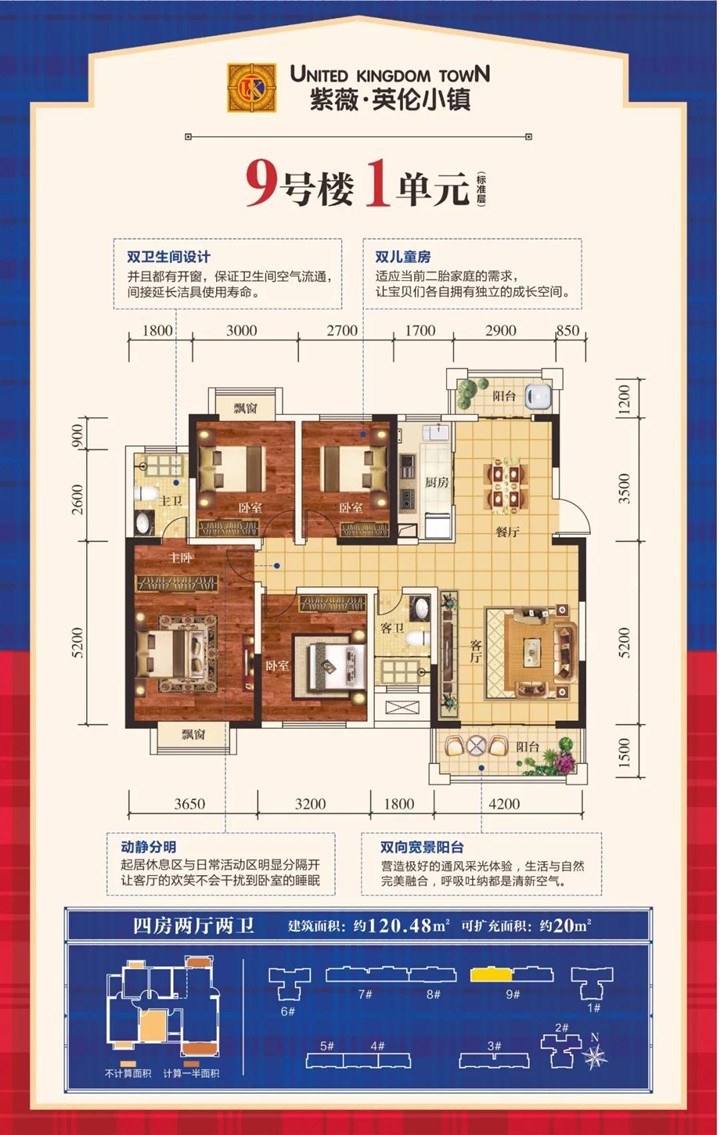 UNITED KINGDOM TOWN
紫薇·英伦小镇
9号楼1单元(标准层)
双卫生间设计
并且都有开窗，保证卫生间空气流通，
间接延长洁具使用寿命。
双儿童房
适应当前二胎家庭的需求，
让宝贝们各自拥有独立的成长空间。
1800 3000 2700 1700 2900 850
飘窗
阳台
1200
900
2600
主卫
卧室
卧室
厨房
餐厅
3500
主卧
5200
卧室
客卫
客厅
5200
飘窗
阳台
1500
3650 3200 1800 4200
动静分明
起居休息区与日常活动区明显分隔开
让客厅的欢笑不会干扰到卧室的睡眠
双向宽景阳台
营造极好的通风采光体验，生活与自然
完美融合，呼吸吐纳都是清新空气。
四房两厅两卫 建筑面积：约120.48m² 可扩充面积：约20m²
6# 7# 8# 9# 1#
5# 4# 3# 2# N
不计算面积 计算一半面积